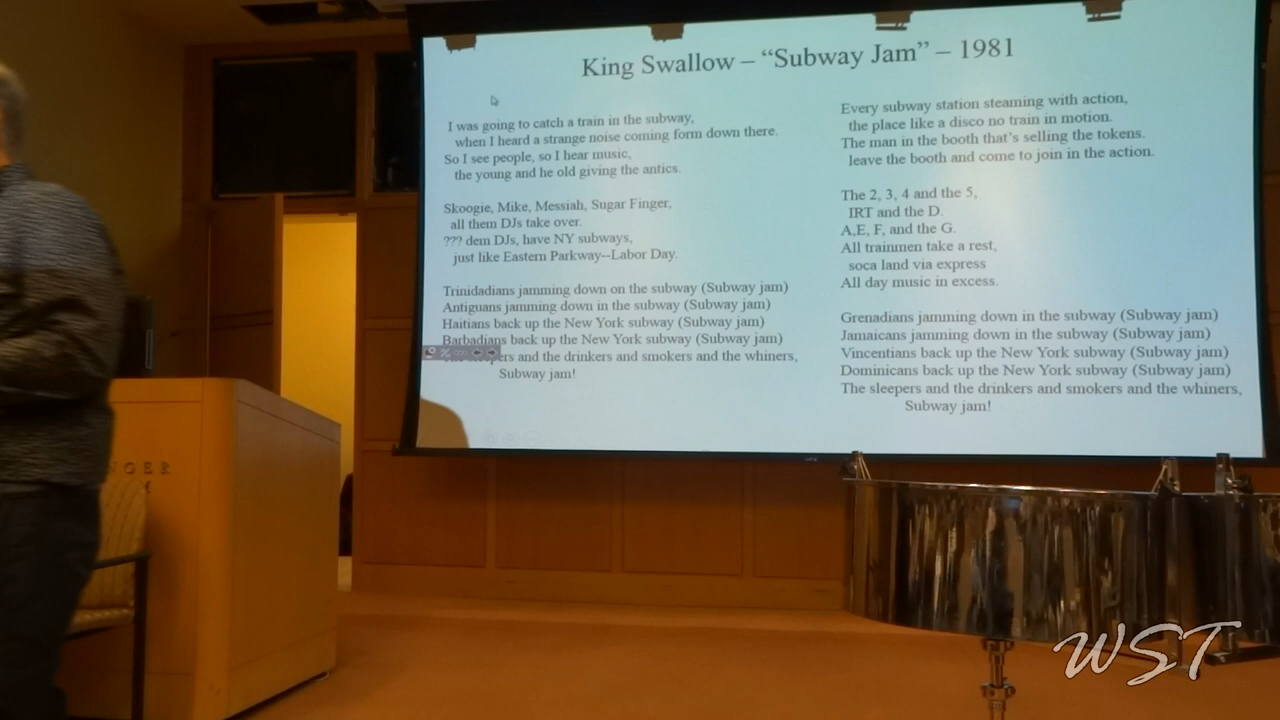 King Swallow – “Subway Jam” – 1981
I was going to catch a train in the subway,
when I heard a strange noise coming form down there.
So I see people, so I hear music,
the young and he old giving the antics.
Skoogie, Mike, Messiah, Sugar Finger,
all them DJs take over.
??? dem DJs, have NY subways,
just like Eastern Parkway--Labor Day.
Trinidadians jamming down on the subway (Subway jam)
Antiguans jamming down in the subway (Subway jam)
Haitians back up the New York subway (Subway jam)
Barbadians back up the New York subway (Subway jam)
and the drinkers and smokers and the whiners,
Subway jam!
Every subway station steaming with action,
the place like a disco no train in motion.
The man in the booth that’s selling the tokens.
leave the booth and come to join in the action.
The 2, 3, 4 and the 5,
IRT and the D.
A,E, F, and the G.
All trainmen take a rest,
soca land via express
All day music in excess.
Grenadians jamming down in the subway (Subway jam)
Jamaicans jamming down in the subway (Subway jam)
Vincentians back up the New York subway (Subway jam)
Dominicans back up the New York subway (Subway jam)
The sleepers and the drinkers and smokers and the whiners,
Subway jam!
WST